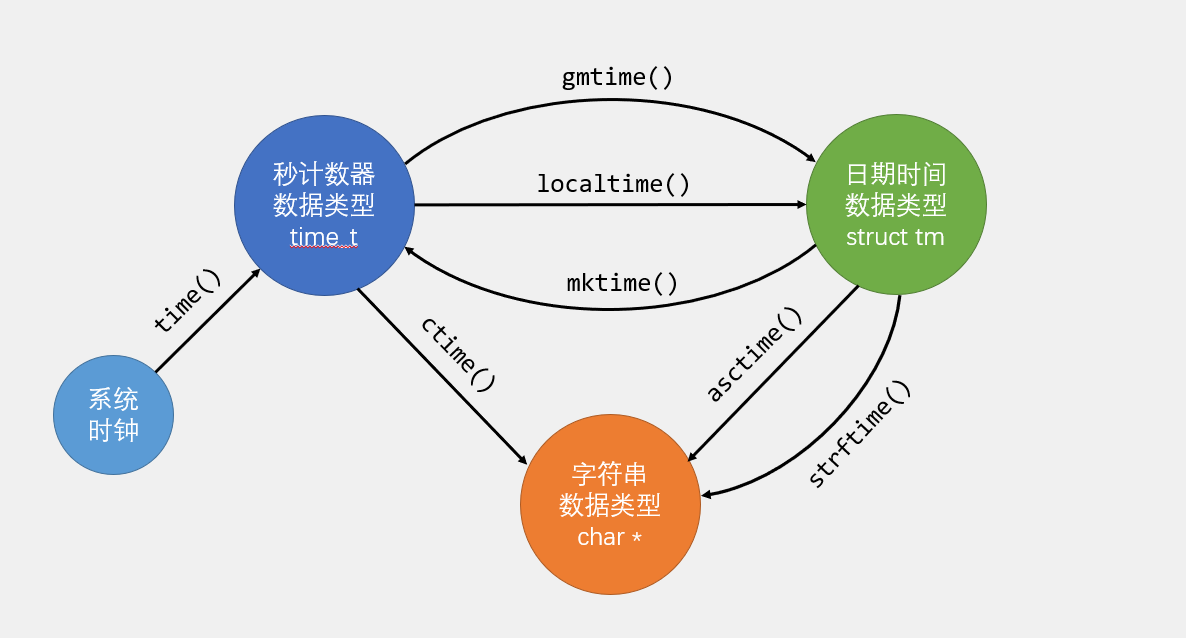 gmtime()
秒计数器
数据类型
time_t
localtime()
日期时间
数据类型
struct tm
mktime()
time()
ctime()
asctime()
strftime()
系统
时钟
字符串
数据类型
char *